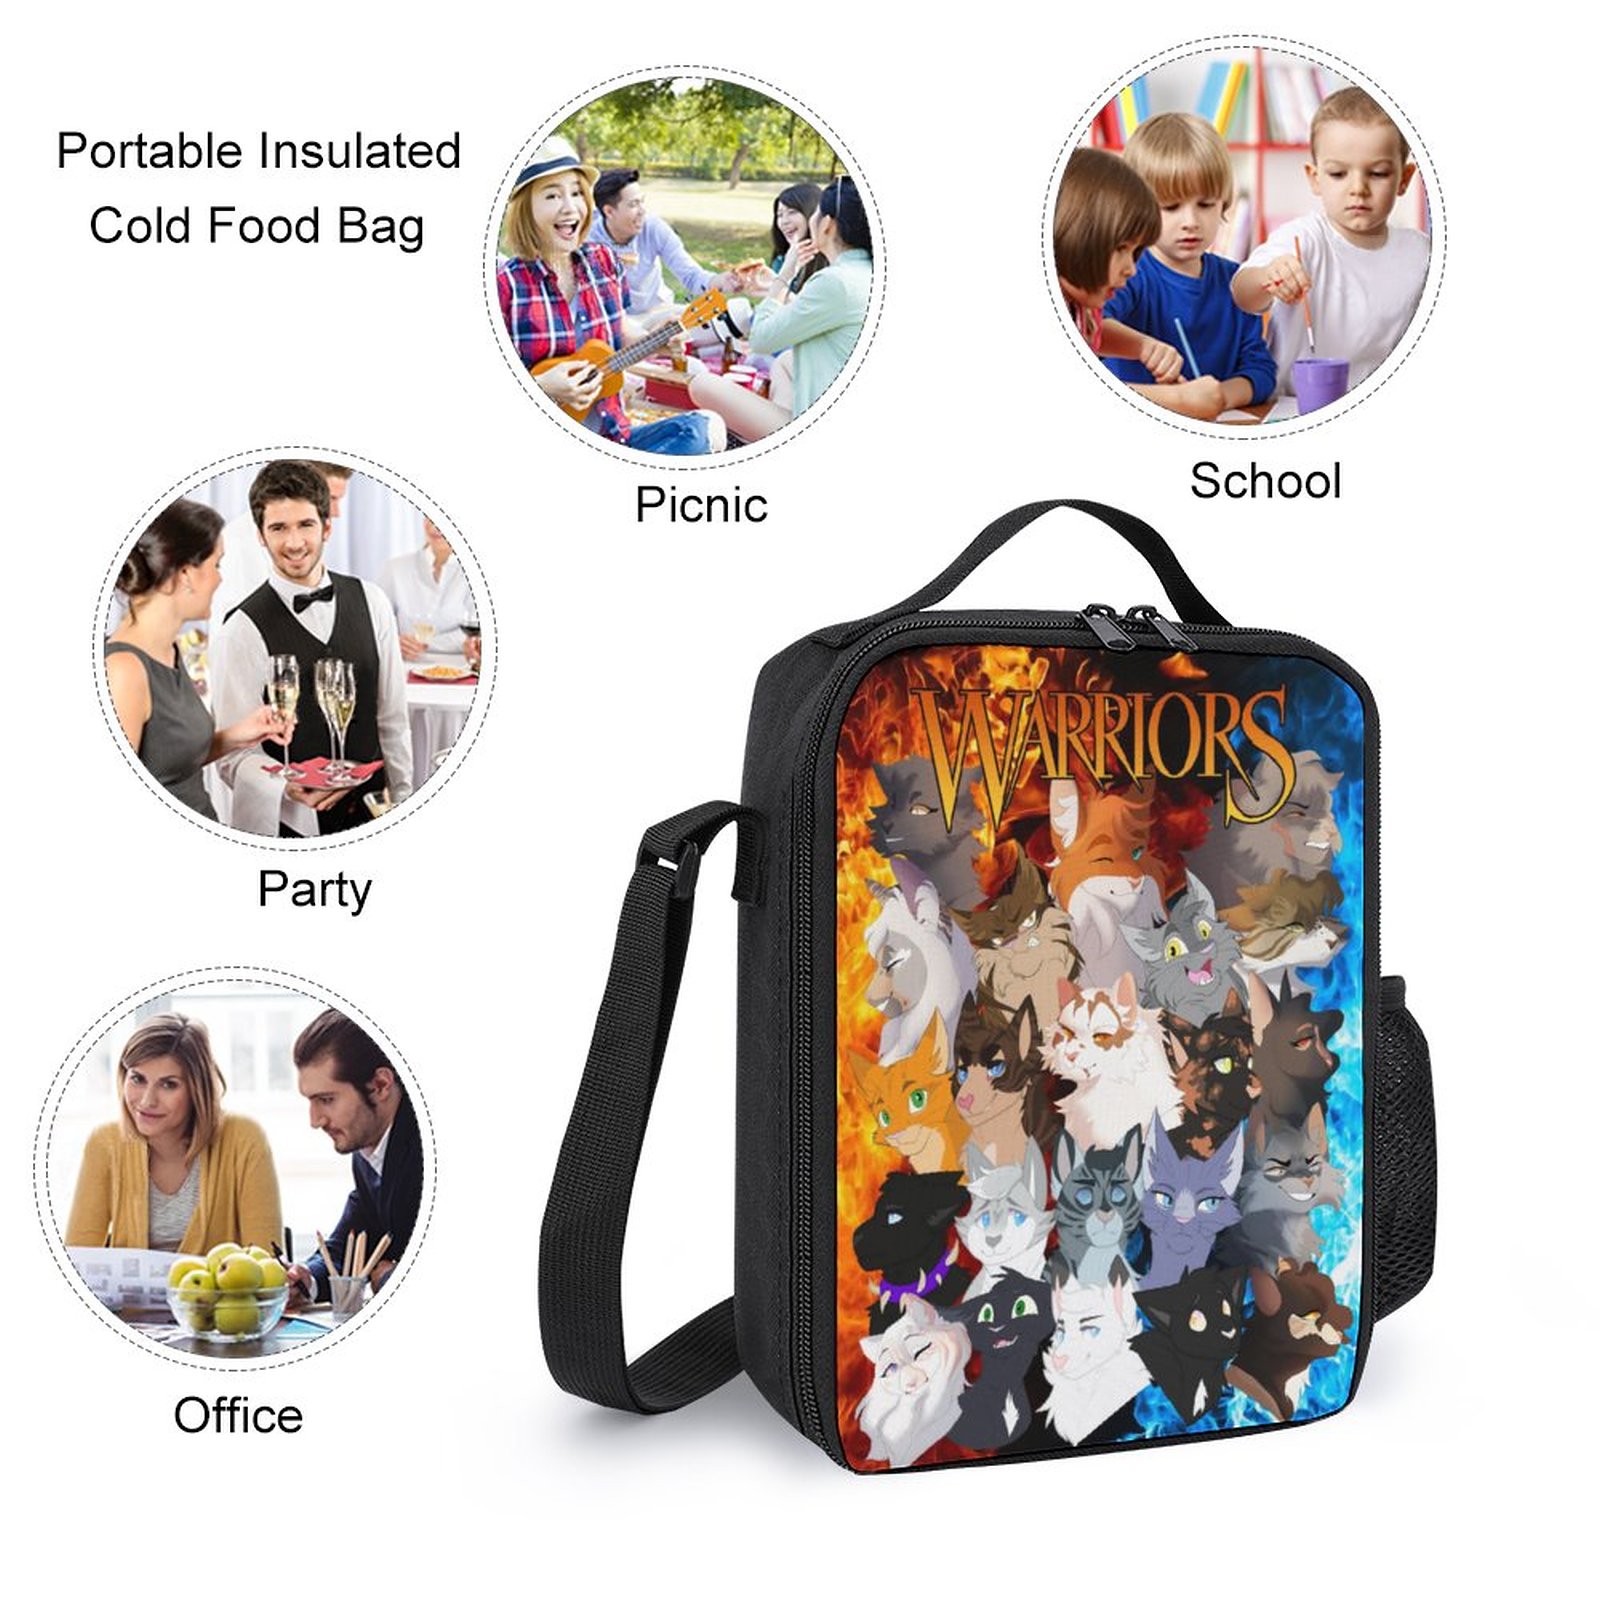 Portable Insulated
Cold Food Bag
Picnic
School
Party
Office
WARRIORS